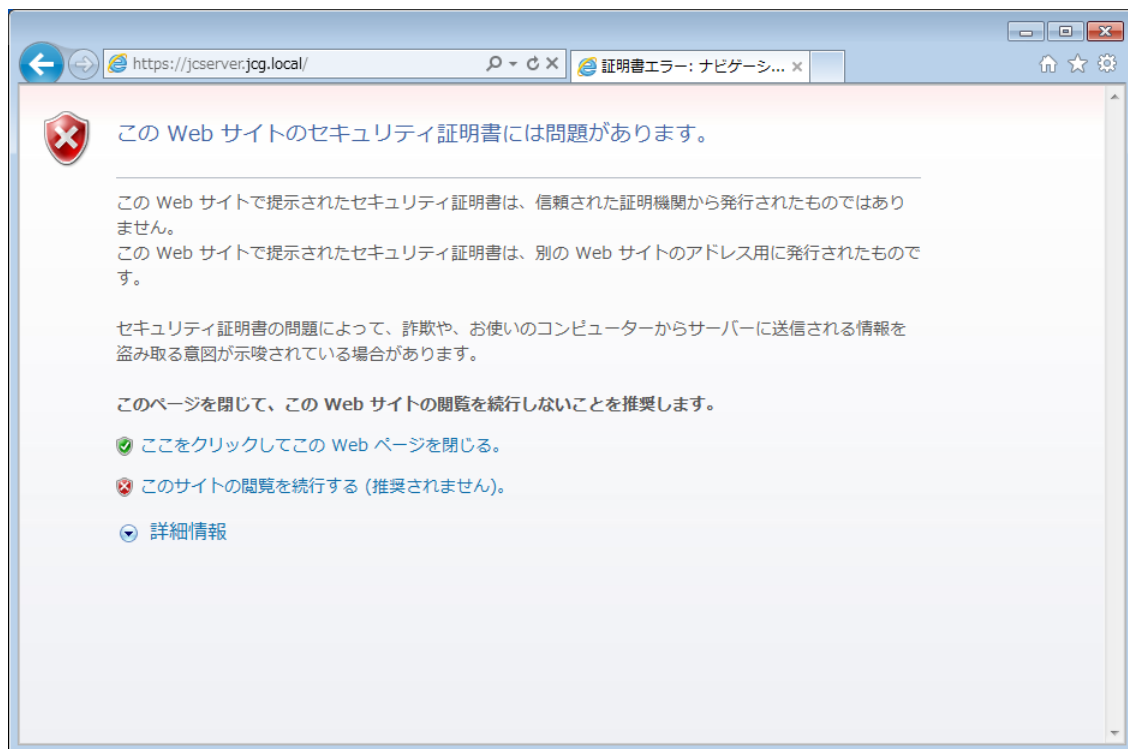 https://jcserver.jcg.local/
証明書エラー: ナビゲーシ...
この Web サイトのセキュリティ証明書には問題があります。
この Web サイトで提示されたセキュリティ証明書は、信頼された証明機関から発行されたものではあり
ません。
この Web サイトで提示されたセキュリティ証明書は、別の Web サイトのアドレス用に発行されたもので
す。
セキュリティ証明書の問題によって、詐欺や、お使いのコンピューターからサーバーに送信される情報を
盗み取る意図が示唆されている場合があります。
このページを閉じて、この Web サイトの閲覧を続行しないことを推奨します。
ここをクリックしてこの Web ページを閉じる。
このサイトの閲覧を続行する (推奨されません)。
詳細情報